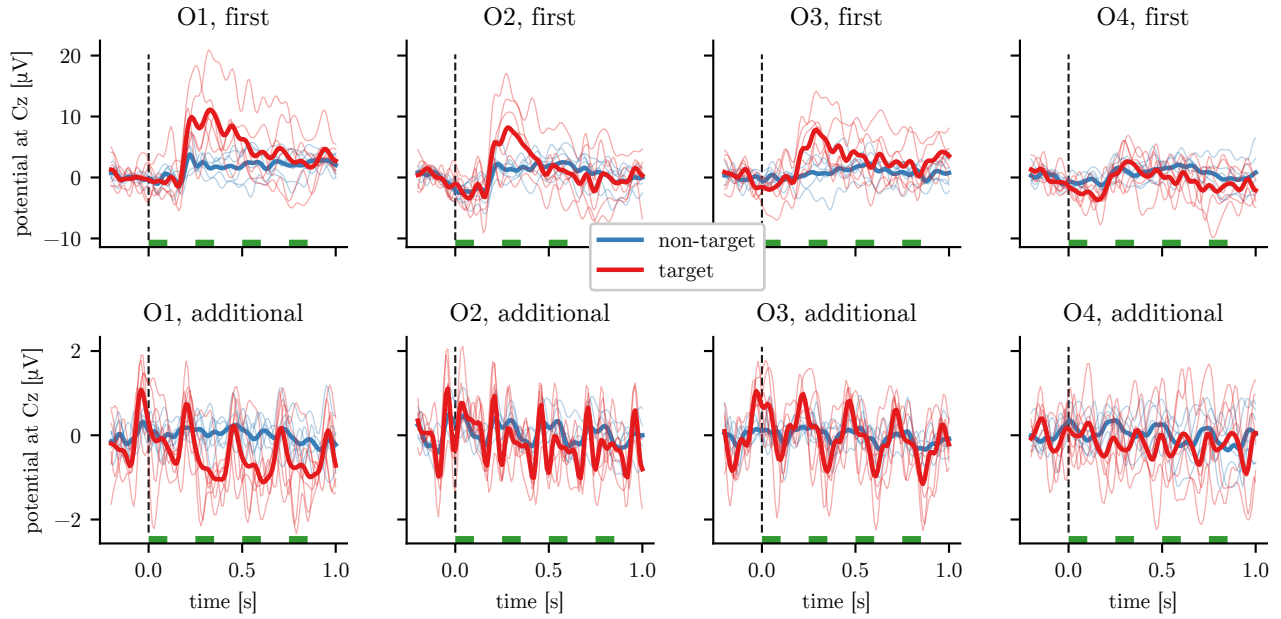 O1, first
O2, first
O3, first
O4, first
potential at Cz [µV]
20
10
0
−10
non-target
target
O1, additional
O2, additional
O3, additional
O4, additional
potential at Cz [µV]
2
0
−2
0.0 0.5 1.0
0.0 0.5 1.0
0.0 0.5 1.0
0.0 0.5 1.0
time [s]
time [s]
time [s]
time [s]